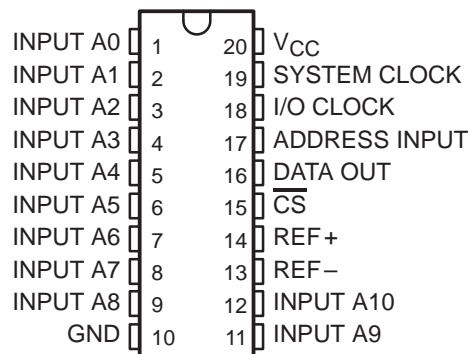 INPUT A0 1 20 VCC
INPUT A1 2 19 SYSTEM CLOCK
INPUT A2 3 18 I/O CLOCK
INPUT A3 4 17 ADDRESS INPUT
INPUT A4 5 16 DATA OUT
INPUT A5 6 15 C̅S̅
INPUT A6 7 14 REF+
INPUT A7 8 13 REF–
INPUT A8 9 12 INPUT A10
GND 10 11 INPUT A9